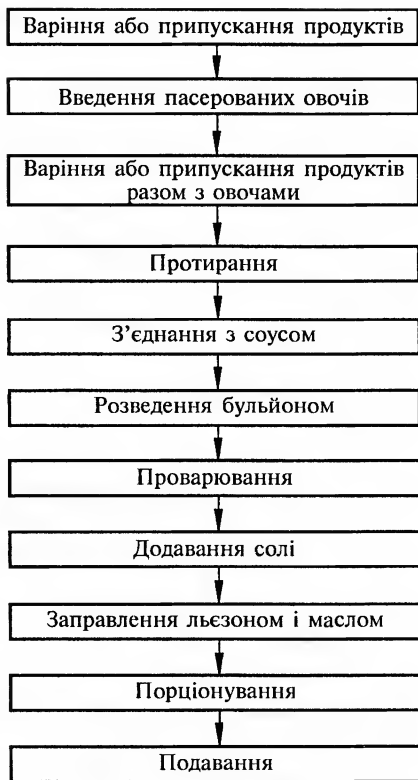 Варіння або припускання продуктів
Введення пасерованих овочів
Варіння або припускання продуктів
разом з овочами
Протирання
З’єднання з соусом
Розведення бульйоном
Проварювання
Додавання солі
Заправлення льєзоном і маслом
Порціонування
Подавання